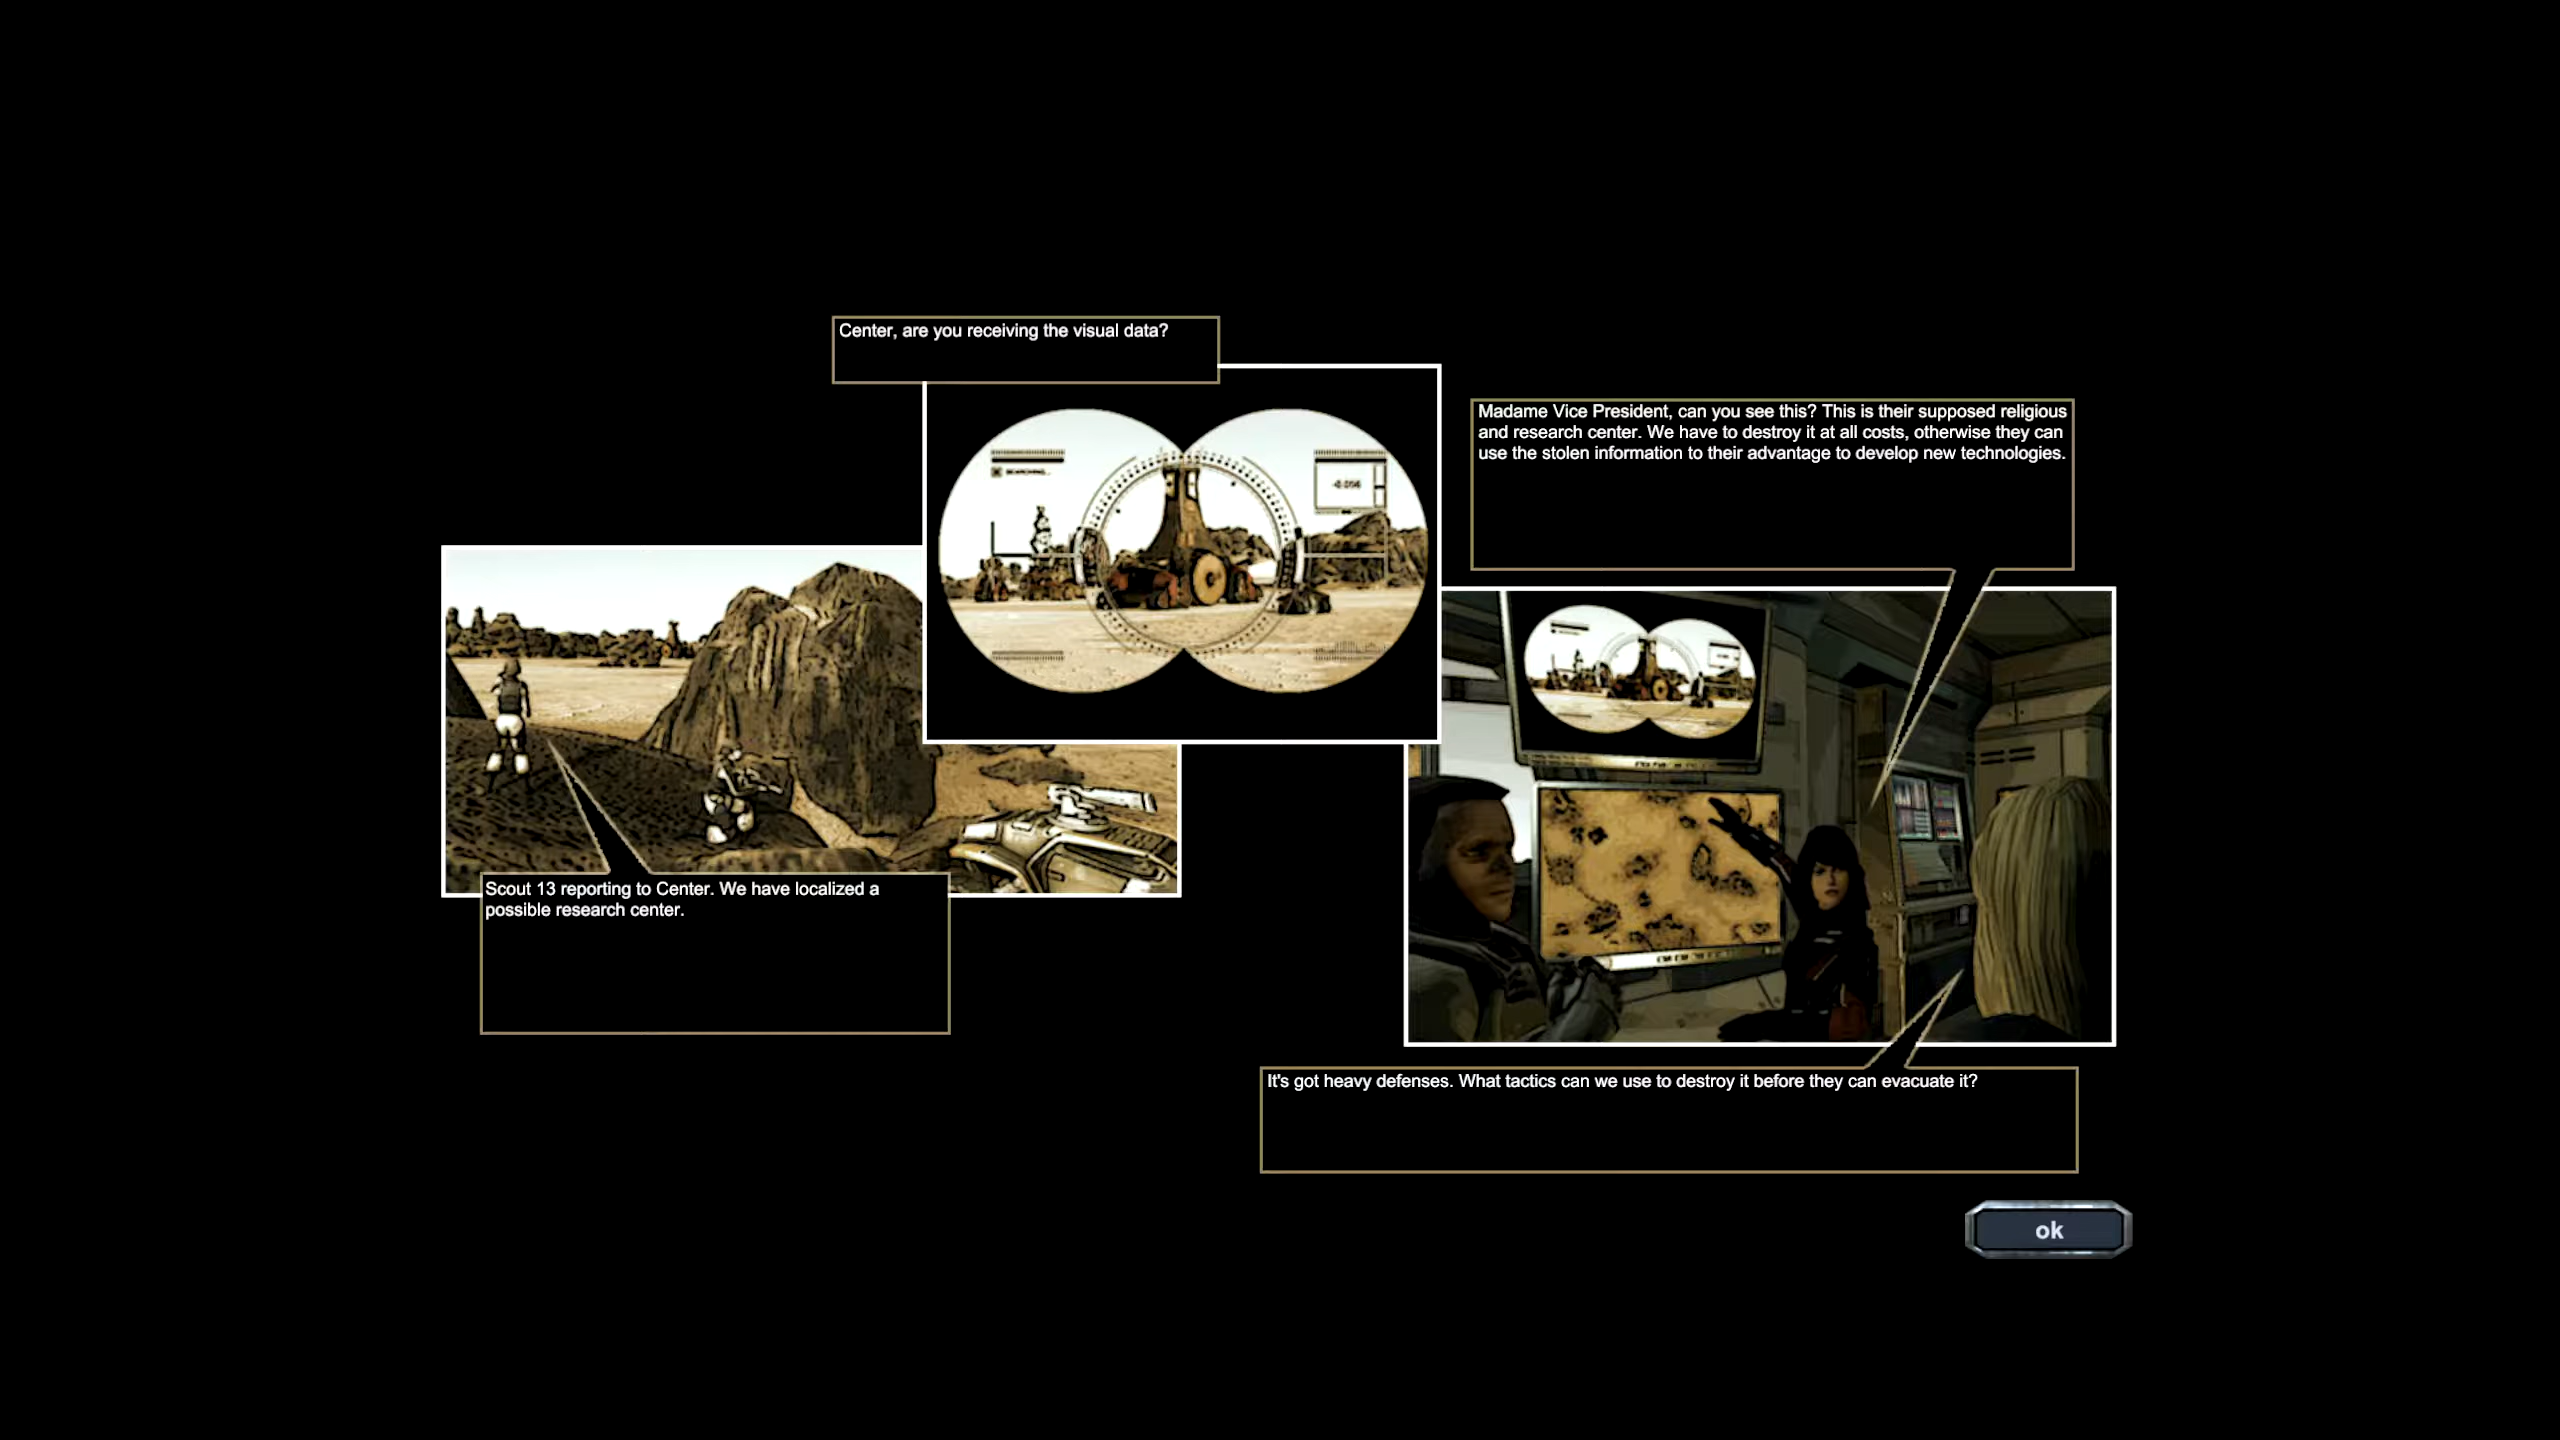 Center, are you receiving the visual data?
SEARCHING...
-0.056
Scout 13 reporting to Center. We have localized a
possible research center.
Madame Vice President, can you see this? This is their supposed religious
and research center. We have to destroy it at all costs, otherwise they can
use the stolen information to their advantage to develop new technologies.
It's got heavy defenses. What tactics can we use to destroy it before they can evacuate it?
ok